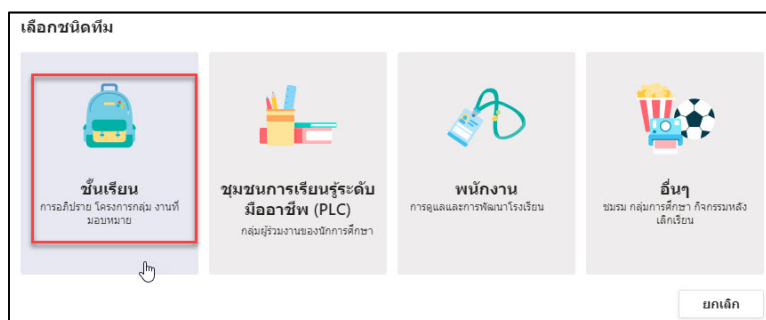 เลือกชนิดทีม
ชั้นเรียน
การอภิปราย โครงการกลุ่ม งานที่
มอบหมาย
ชุมชนการเรียนรู้ระดับ
มืออาชีพ (PLC)
กลุ่มผู้ร่วมงานของนักการศึกษา
พนักงาน
การดูแลและการพัฒนาโรงเรียน
อื่นๆ
ชมรม กลุ่มการศึกษา กิจกรรมหลัง
เลิกเรียน
ยกเลิก